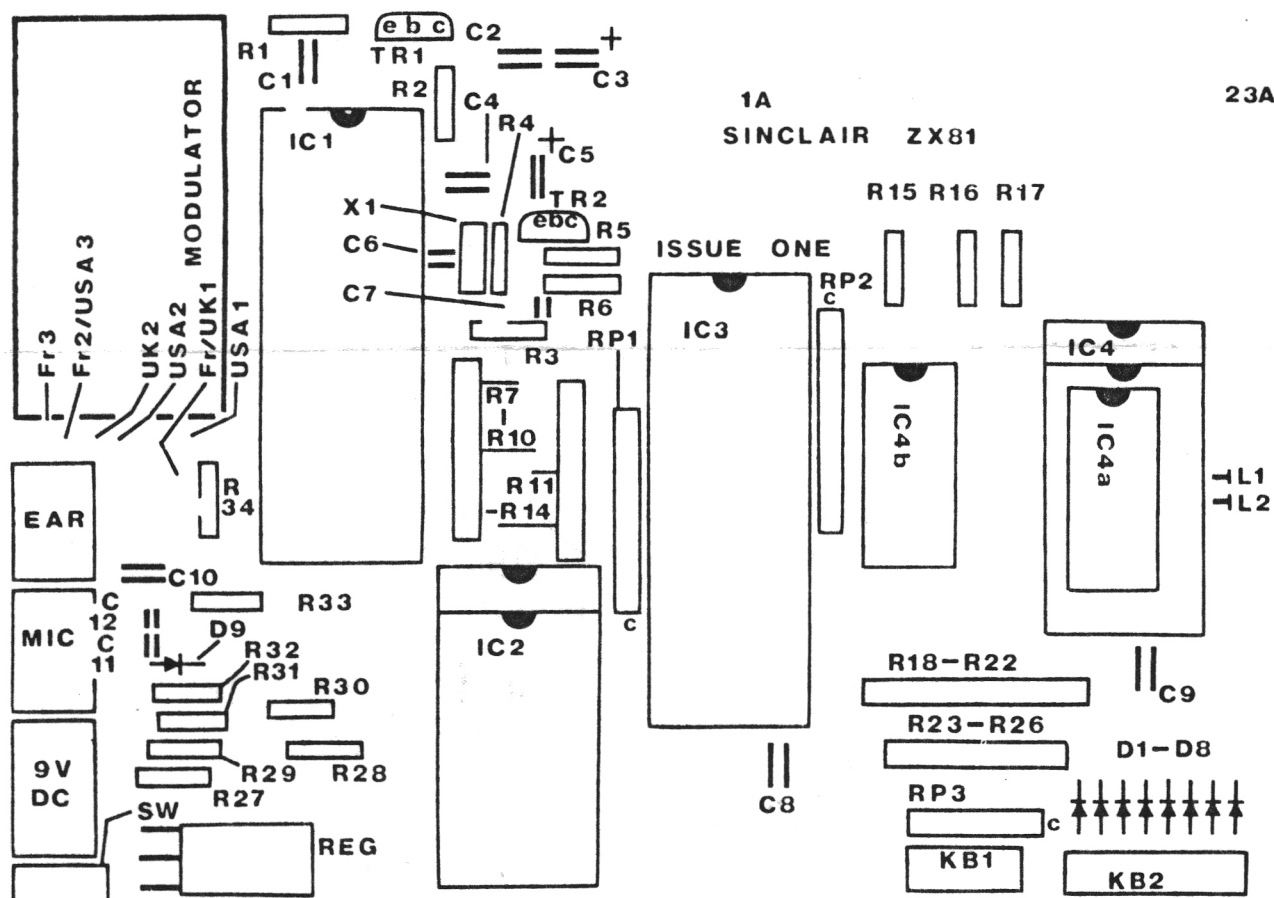 e b c
R1
C1
TR1
C2
+
C3
R2
C4
R4
1A
23A
SINCLAIR ZX81
IC1
+
C5
MODULATOR
X1
TR2
ebc
R5
C6
R15
R16
R17
ISSUE ONE
C7
R6
RP2
c
Fr3
Fr2/USA3
UK2
USA2
Fr/UK1
USA1
R3
RP1
IC3
IC4
R7
R10
IC4b
IC4a
R11
-R14
EAR
R
34
L1
L2
C10
R33
MIC
C
12
C
11
D9
c
IC2
R32
R31
R30
R18-R22
C9
R23-R26
9V
DC
R29
R28
R27
D1-D8
SW
C8
RP3
c
REG
KB1
KB2